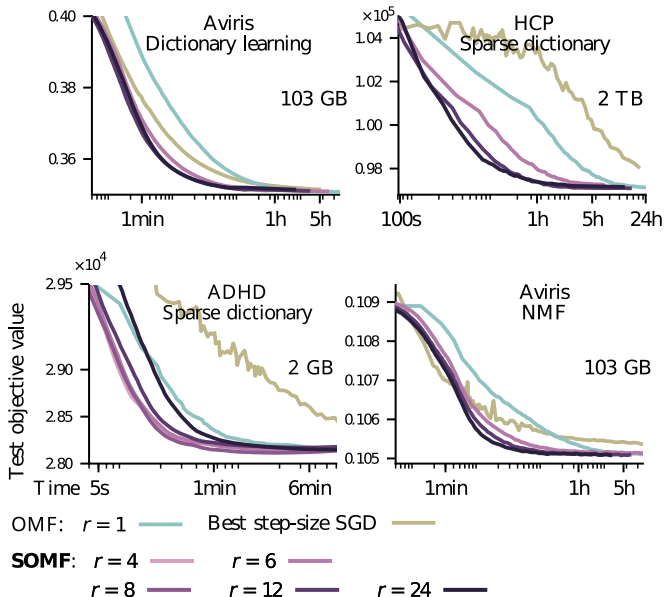 Aviris
Dictionary learning
103 GB
0.40
0.38
0.36
1min
1h
5h
×10⁵
HCP
Sparse dictionary
2 TB
1.04
1.02
1.00
0.98
100s
1h
5h
24h
×10⁴
ADHD
Sparse dictionary
2 GB
2.95
2.90
2.85
2.80
5s
1min
6min
Aviris
NMF
103 GB
0.109
0.108
0.107
0.106
0.105
1min
1h
5h
Test objective value
Time
OMF: r = 1
Best step-size SGD
SOMF: r = 4
r = 6
r = 8
r = 12
r = 24